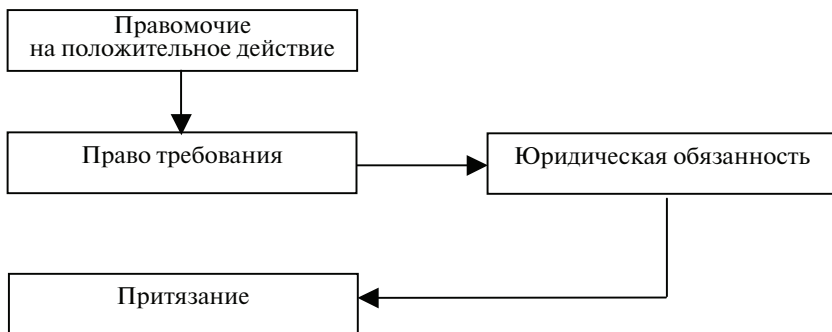 Правомочие
на положительное действие
Право требования
Юридическая обязанность
Притязание